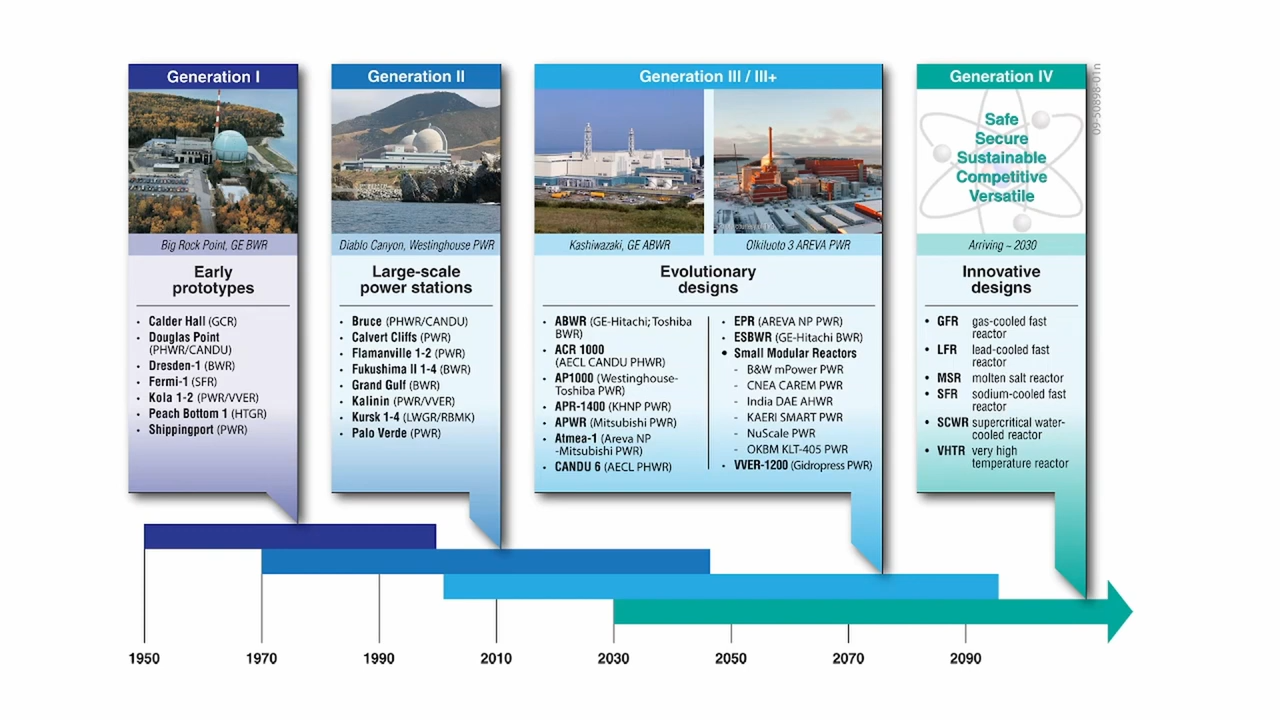 Generation I
Big Rock Point, GE BWR
Early
prototypes
• Calder Hall (GCR)
• Douglas Point
(PHWR/CANDU)
• Dresden-1 (BWR)
• Fermi-1 (SFR)
• Kola 1-2 (PWR/VVER)
• Peach Bottom 1 (HTGR)
• Shippingport (PWR)
Generation II
Diablo Canyon, Westinghouse PWR
Large-scale
power stations
• Bruce (PHWR/CANDU)
• Calvert Cliffs (PWR)
• Flamanville 1-2 (PWR)
• Fukushima II 1-4 (BWR)
• Grand Gulf (BWR)
• Kalinin (PWR/VVER)
• Kursk 1-4 (LWGR/RBMK)
• Palo Verde (PWR)
Generation III / III+
Kashiwazaki, GE ABWR
Olkiluoto 3 AREVA PWR
Evolutionary
designs
• ABWR (GE-Hitachi; Toshiba
BWR)
• ACR 1000
(AECL CANDU PHWR)
• AP1000 (Westinghouse-
Toshiba PWR)
• APR-1400 (KHNP PWR)
• APWR (Mitsubishi PWR)
• Atmea-1 (Areva NP
-Mitsubishi PWR)
• CANDU 6 (AECL PHWR)
• EPR (AREVA NP PWR)
• ESBWR (GE-Hitachi BWR)
• Small Modular Reactors
- B&W mPower PWR
- CNEA CAREM PWR
- India DAE AHWR
- KAERI SMART PWR
- NuScale PWR
- OKBM KLT-405 PWR
• VVER-1200 (Gidropress PWR)
Generation IV
Safe
Secure
Sustainable
Competitive
Versatile
Arriving ~ 2030
Innovative
designs
• GFR gas-cooled fast
reactor
• LFR lead-cooled fast
reactor
• MSR molten salt reactor
• SFR sodium-cooled fast
reactor
• SCWR supercritical water-
cooled reactor
• VHTR very high
temperature reactor
09-50898-01n
1950 1970 1990 2010 2030 2050 2070 2090